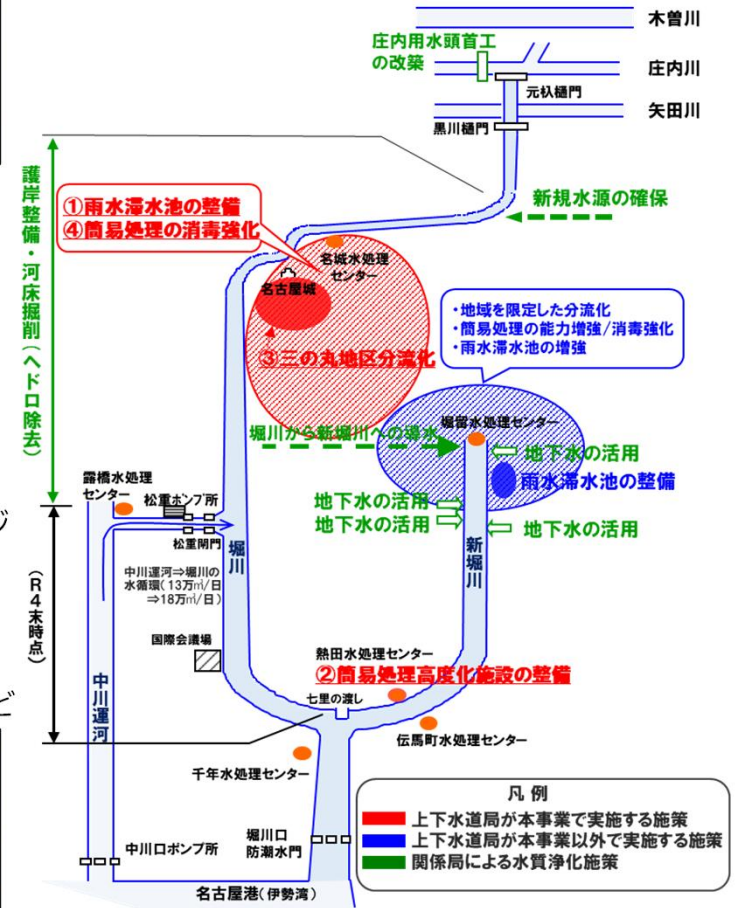 木曽川
庄内用水頭首工
の改築
庄内川
元杁樋門
矢田川
黒川樋門
護岸整備・河床掘削(ヘドロ除去)
新規水源の確保
①雨水滞水池の整備
④簡易処理の消毒強化
名城水処理
センター
名古屋城
・地域を限定した分流化
・簡易処理の能力増強/消毒強化
・雨水滞水池の増強
③三の丸地区分流化
堀留水処理センター
堀川から新堀川への導水
地下水の活用
雨水滞水池の整備
露橋水処理
センター
松重ポンプ所
地下水の活用
地下水の活用
地下水の活用
松重閘門
堀川
新堀川
中川運河⇒堀川の
水循環(13万㎥/日
⇒18万㎥/日)
(R4末時点)
国際会議場
熱田水処理センター
②簡易処理高度化施設の整備
七里の渡し
中川運河
伝馬町水処理センター
千年水処理センター
凡 例
上下水道局が本事業で実施する施策
上下水道局が本事業以外で実施する施策
関係局による水質浄化施策
中川口ポンプ所
堀川口
防潮水門
名古屋港(伊勢湾)